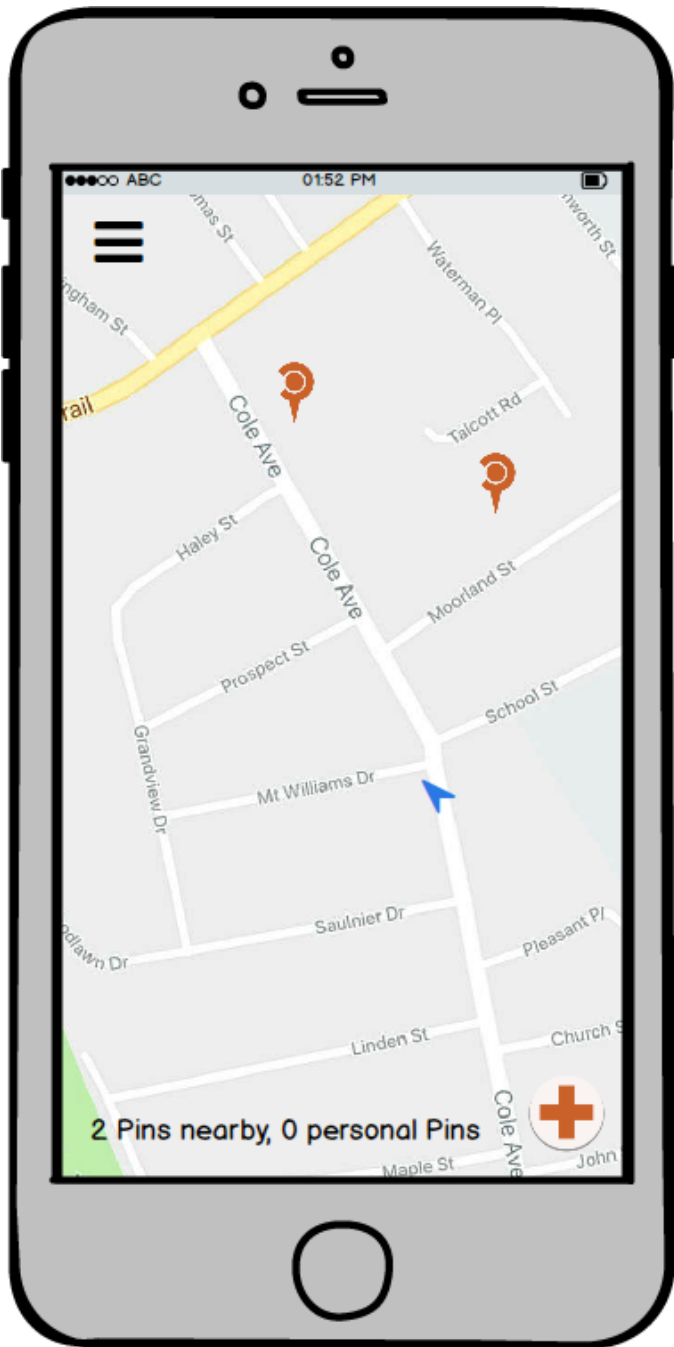 ABC 01:52 PM
mas St
nworth St
Waterman Pl
ingham St
rail
Cole Ave
Talcott Rd
Haley St
Cole Ave
Moorland St
Prospect St
School St
Grandview Dr
Mt Williams Dr
Saulnier Dr
Pleasant Pl
odlawn Dr
Linden St
Church S
2 Pins nearby, 0 personal Pins
Cole Ave
Maple St
John